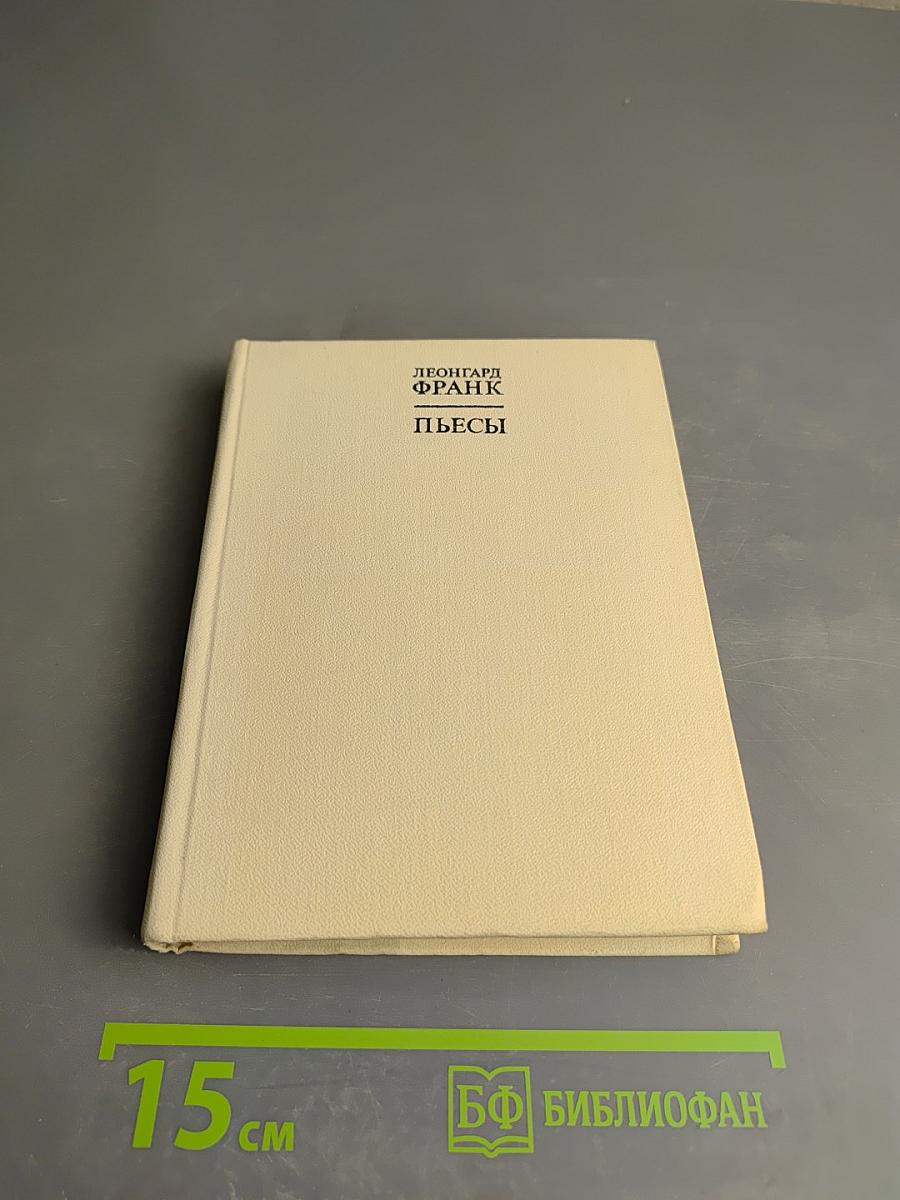 ЛЕОНГАРД
ФРАНК
ПЬЕСЫ
15 см
БФ БИБЛИОФАН